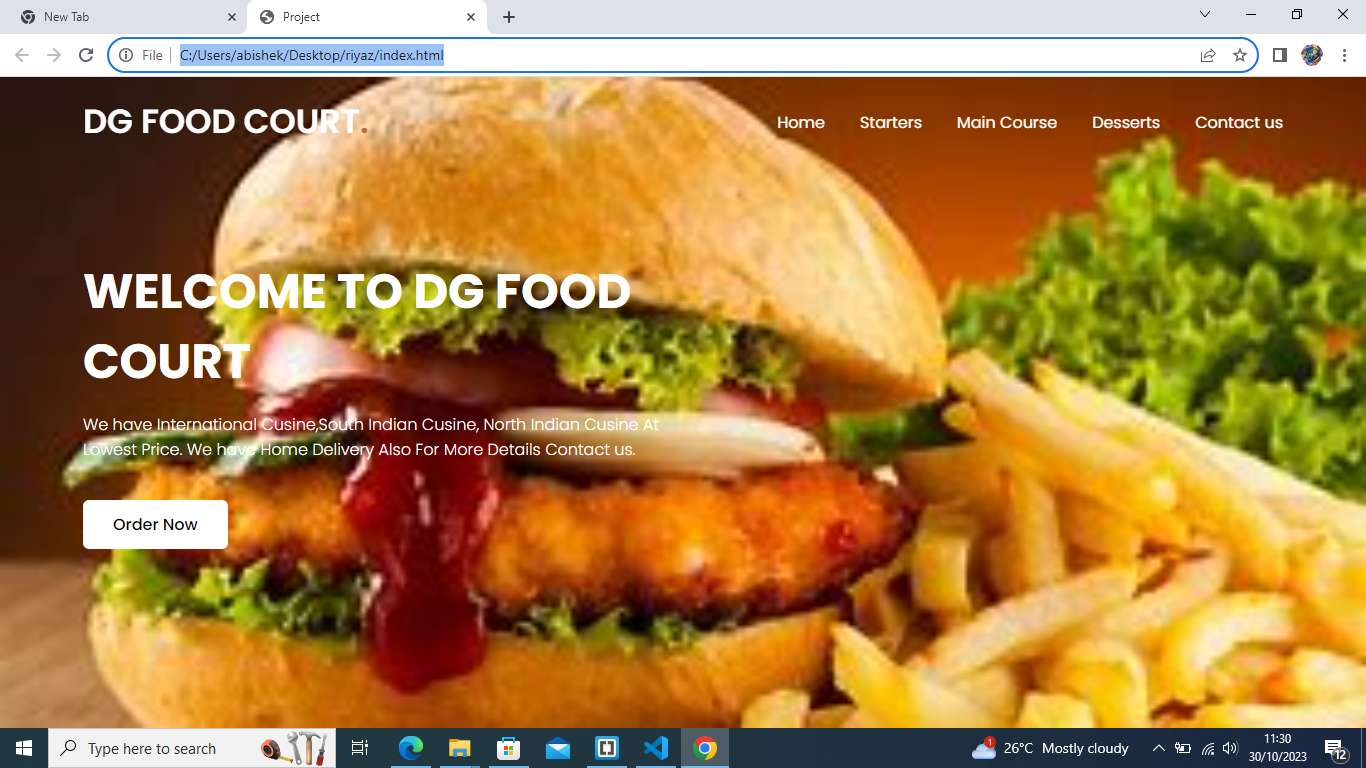 New Tab
Project
File
C:/Users/abishek/Desktop/riyaz/index.html
DG FOOD COURT.
Home Starters Main Course Desserts Contact us
WELCOME TO DG FOOD
COURT
We have International Cusine,South Indian Cusine, North Indian Cusine At
Lowest Price. We have Home Delivery Also For More Details Contact us.
Order Now
Type here to search
1
26°C Mostly cloudy
11:30
30/10/2023
12